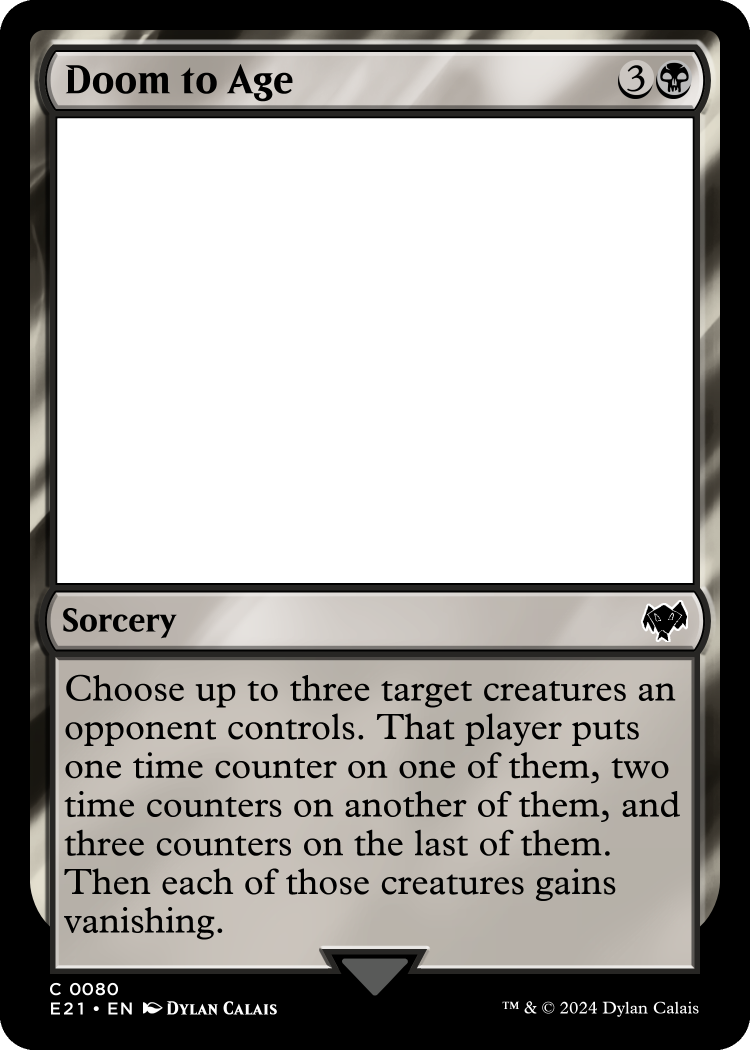 Doom to Age 3
Sorcery
Choose up to three target creatures an
opponent controls. That player puts
one time counter on one of them, two
time counters on another of them, and
three counters on the last of them.
Then each of those creatures gains
vanishing.
C 0080
E21 • EN Dylan Calais
™ & © 2024 Dylan Calais